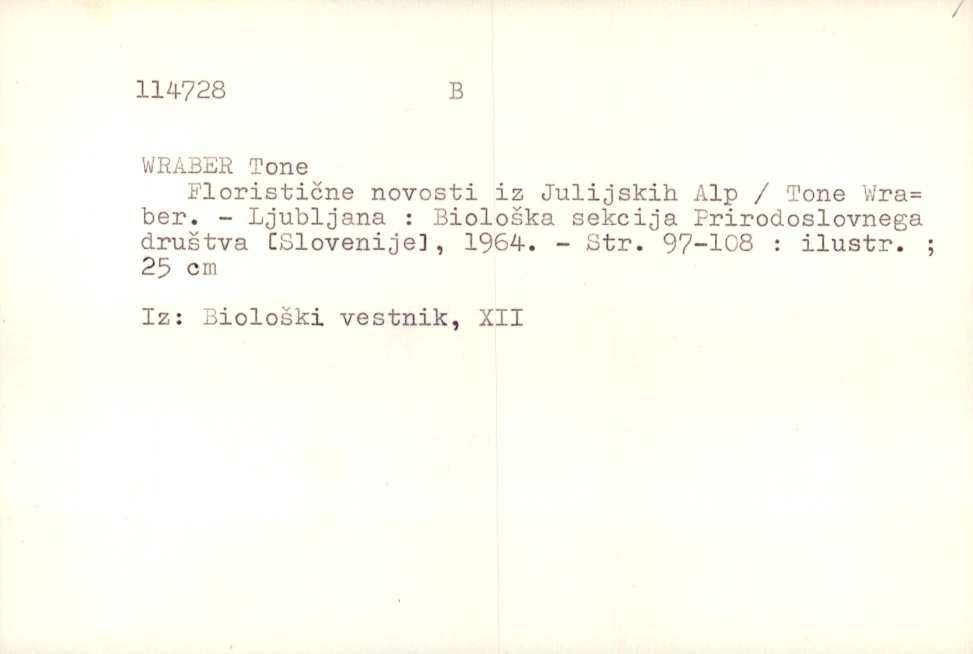 114728 B
WRABER Tone
Floristične novosti iz Julijskih Alp / Tone Wra=
ber. - Ljubljana : Biološka sekcija Prirodoslovnega
društva [Slovenije], 1964. - Str. 97-108 : ilustr. ;
25 cm
Iz: Biološki vestnik, XII